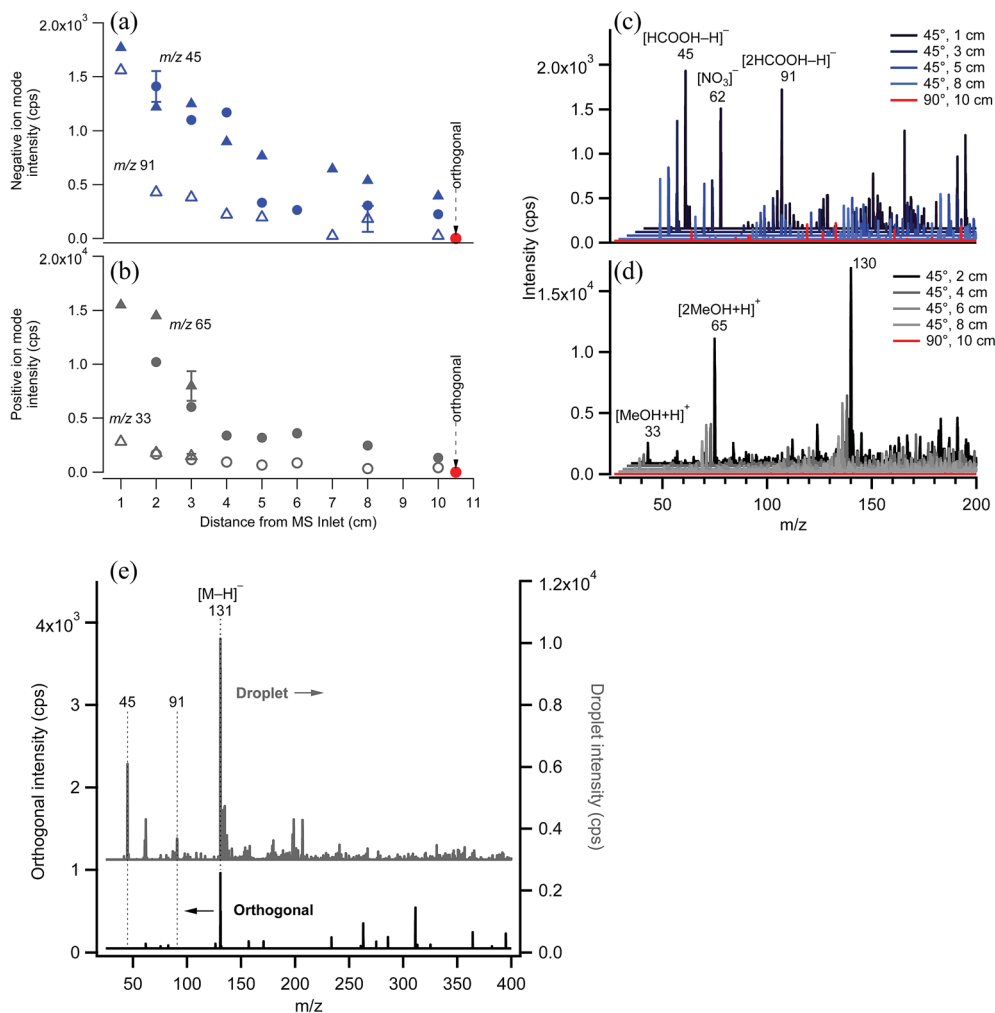 (a)
2.0x10³
1.5
1.0
0.5
0.0
Negative ion mode
intensity (cps)
m/z 45
m/z 91
orthogonal
(b)
2.0x10⁴
1.5
1.0
0.5
0.0
Positive ion mode
intensity (cps)
m/z 65
m/z 33
orthogonal
1 2 3 4 5 6 7 8 9 10 11
Distance from MS Inlet (cm)
(c)
[HCOOH–H]⁻
45
[NO₃]⁻
62
[2HCOOH–H]⁻
91
45°, 1 cm
45°, 3 cm
45°, 5 cm
45°, 8 cm
90°, 10 cm
2.0x10³
1.5
1.0
0.5
0.0
Intensity (cps)
(d)
130
[2MeOH+H]⁺
65
[MeOH+H]⁺
33
45°, 2 cm
45°, 4 cm
45°, 6 cm
45°, 8 cm
90°, 10 cm
1.5x10⁴
1.0
0.5
0.0
50 100 150 200
m/z
(e)
[M–H]⁻
131
45
91
Droplet
Orthogonal
4x10³
3
2
1
0
Orthogonal intensity (cps)
1.2x10⁴
1.0
0.8
0.6
0.4
0.2
0.0
Droplet intensity (cps)
50 100 150 200 250 300 350 400
m/z